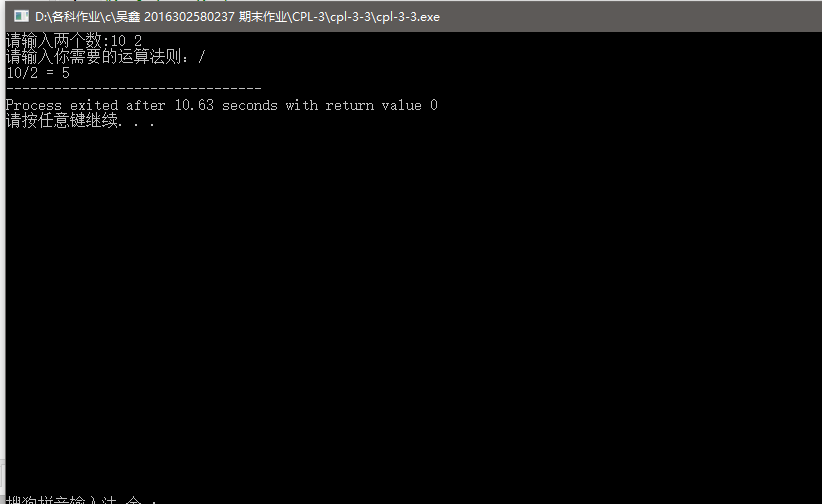 D:\各科作业\c\吴鑫 2016302580237 期末作业\CPL-3\cpl-3-3\cpl-3-3.exe
请输入两个数:10 2
请输入你需要的运算法则：/
10/2 = 5
--------------------------------
Process exited after 10.63 seconds with return value 0
请按任意键继续. . .
搜狗拼音输入法 全 :